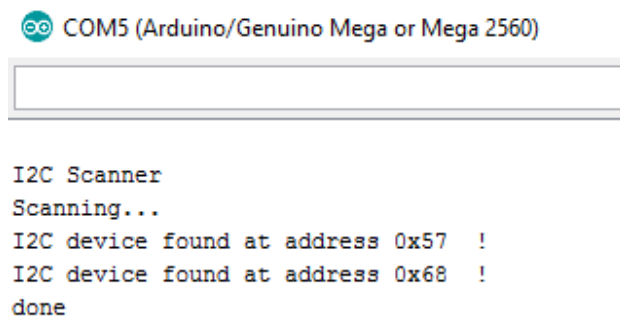 COM5 (Arduino/Genuino Mega or Mega 2560)
I2C Scanner
Scanning...
I2C device found at address 0x57  !
I2C device found at address 0x68  !
done